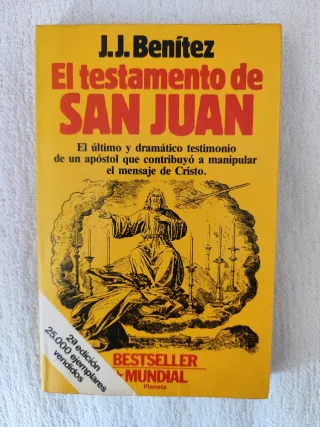 J.J. Benítez
El testamento de
SAN JUAN
El último y dramático testimonio
de un apóstol que contribuyó a manipular
el mensaje de Cristo.
2ª edición
25.000 ejemplares
vendidos
BESTSELLER
MUNDIAL
Planeta